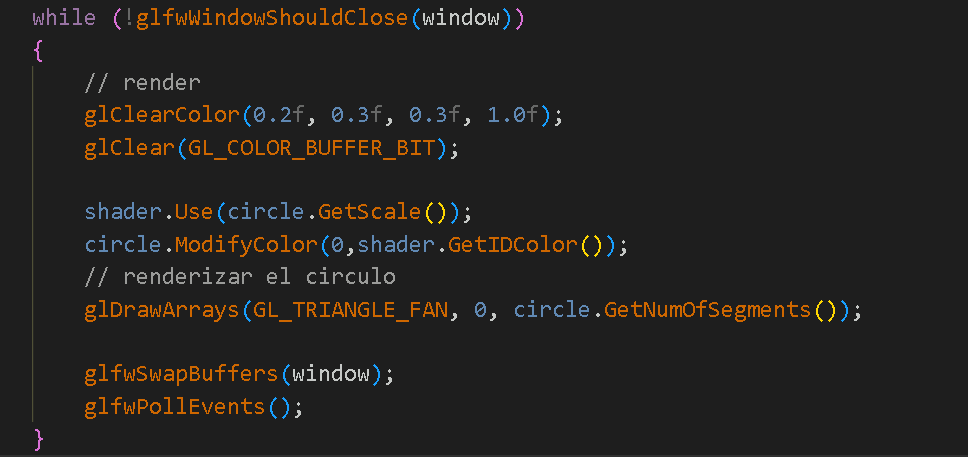 while (!glfwWindowShouldClose(window))
{
// render
glClearColor(0.2f, 0.3f, 0.3f, 1.0f);
glClear(GL_COLOR_BUFFER_BIT);
shader.Use(circle.GetScale());
circle.ModifyColor(0,shader.GetIDColor());
// renderizar el circulo
glDrawArrays(GL_TRIANGLE_FAN, 0, circle.GetNumOfSegments());
glfwSwapBuffers(window);
glfwPollEvents();
}